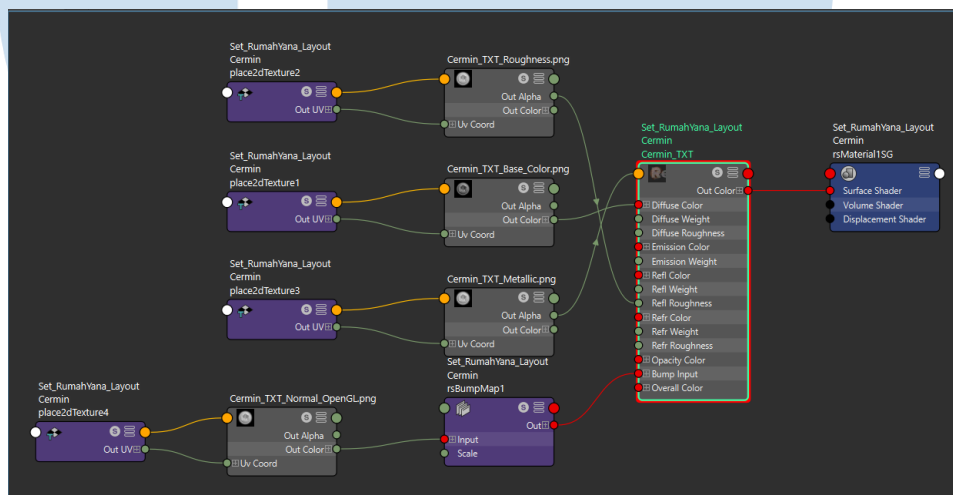 Set_RumahYana_Layout
Cermin
place2dTexture2
Out UV
Cermin_TXT_Roughness.png
Out Alpha
Out Color
Uv Coord
Set_RumahYana_Layout
Cermin
place2dTexture1
Out UV
Cermin_TXT_Base_Color.png
Out Alpha
Out Color
Uv Coord
Set_RumahYana_Layout
Cermin
place2dTexture3
Out UV
Cermin_TXT_Metallic.png
Out Alpha
Out Color
Uv Coord
Set_RumahYana_Layout
Cermin
place2dTexture4
Out UV
Cermin_TXT_Normal_OpenGL.png
Out Alpha
Out Color
Uv Coord
Set_RumahYana_Layout
Cermin
rsBumpMap1
Out
Input
Scale
Set_RumahYana_Layout
Cermin
Cermin_TXT
Re
Out Color
Diffuse Color
Diffuse Weight
Diffuse Roughness
Emission Color
Emission Weight
Refl Color
Refl Weight
Refl Roughness
Refr Color
Refr Weight
Refr Roughness
Opacity Color
Bump Input
Overall Color
Set_RumahYana_Layout
Cermin
rsMaterial1SG
Surface Shader
Volume Shader
Displacement Shader